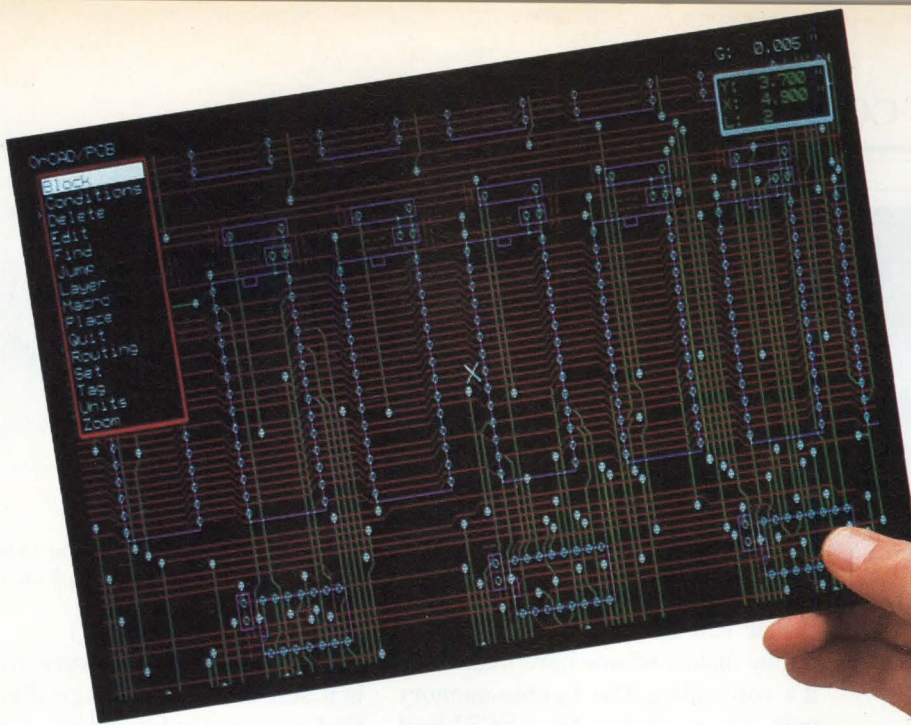 G: 0.005
Y: 3.700
X: 4.900
L: 2
OrCAD/PCB
Block
Conditions
Delete
Edit
Find
Jump
Layer
Macro
Place
Quit
Routing
Set
Tag
Units
Zoom